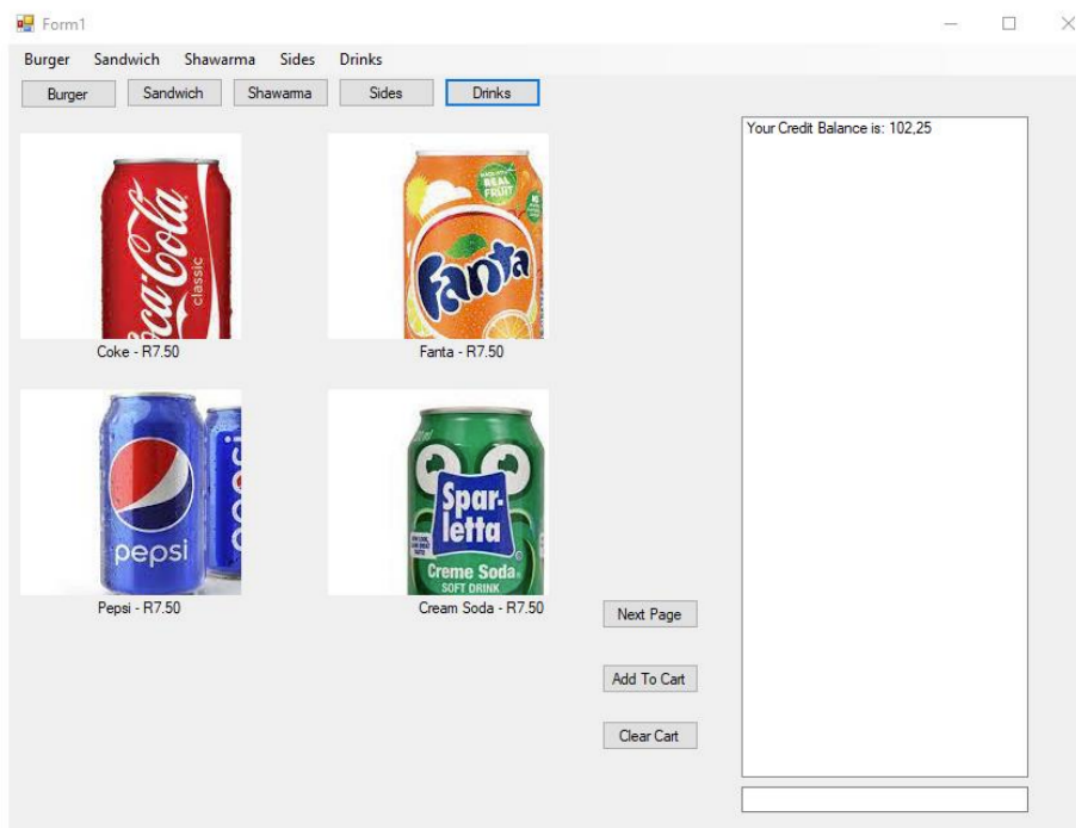 Form1
Burger Sandwich Shawarma Sides Drinks
Burger Sandwich Shawarma Sides Drinks
Your Credit Balance is: 102,25
Coca-Cola
classic
REAL
FRUIT
Fanta
Coke - R7.50
Fanta - R7.50
pepsi
pepsi
Spar-
letta
Creme Soda
SOFT DRINK
Pepsi - R7.50
Cream Soda - R7.50
Next Page
Add To Cart
Clear Cart